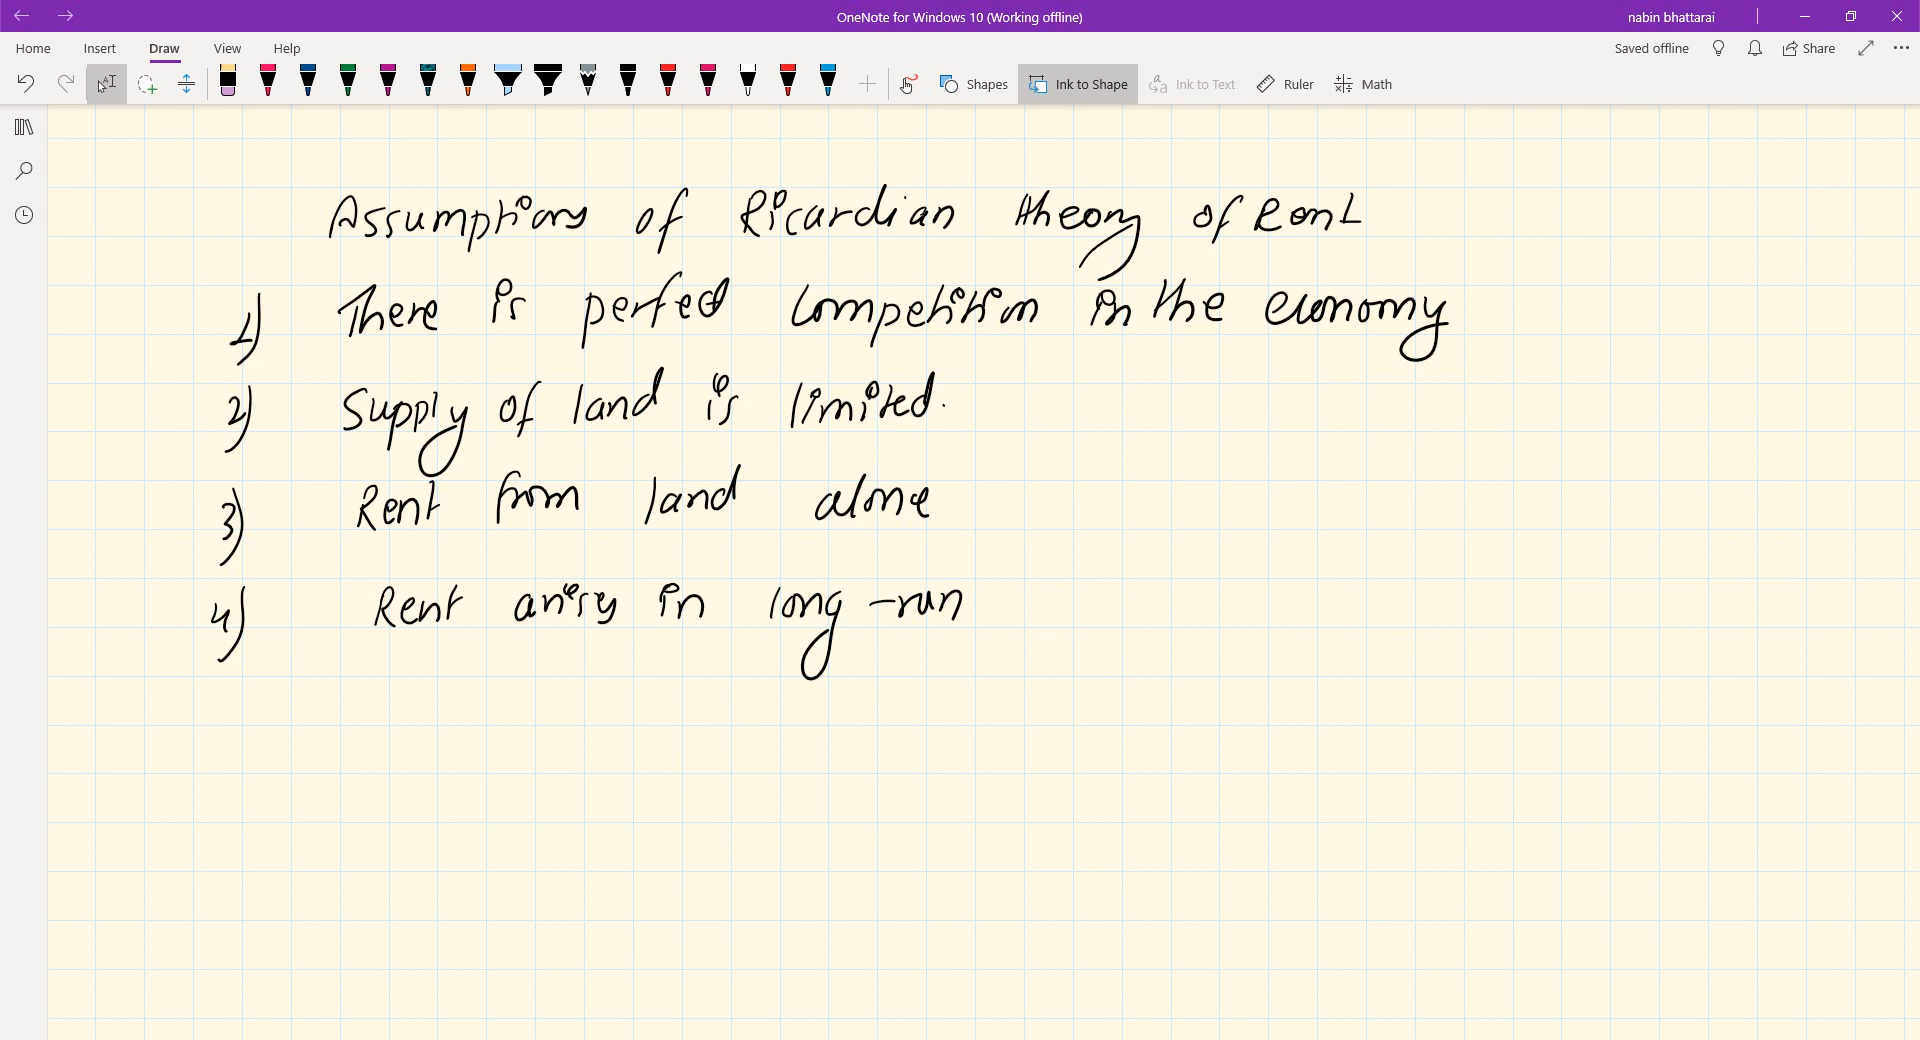 OneNote for Windows 10 (Working offline)
nabin bhattarai
Home Insert Draw View Help
Saved offline Share
Shapes Ink to Shape Ink to Text Ruler Math
Assumptions of Ricardian theory of Rent
1) There is perfect competition in the economy
2) Supply of land is limited.
3) Rent from land alone
4) Rent arises in long-run